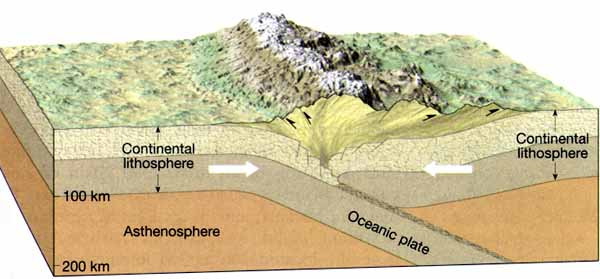 Continental
lithosphere
Continental
lithosphere
100 km
Oceanic plate
Asthenosphere
200 km